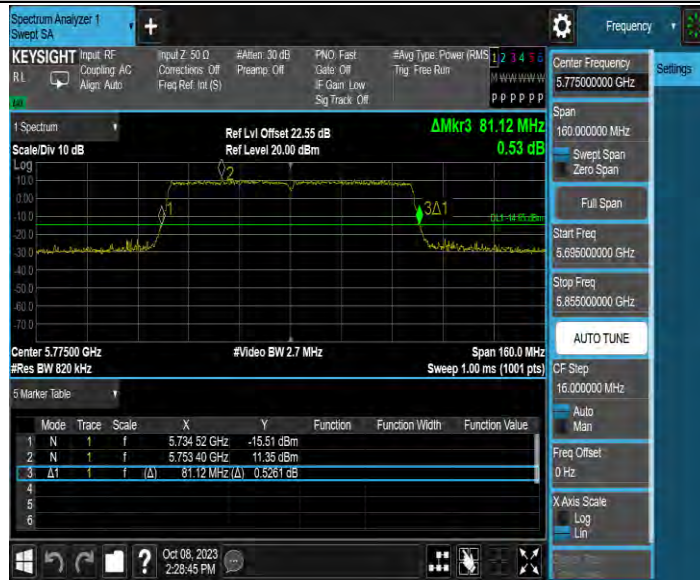 Spectrum Analyzer 1
Swept SA
+
Frequency
KEYSIGHT Input: RF Input Z: 50 Ω #Atten: 30 dB PNO: Fast #Avg Type: Power (RMS 1 2 3 4 5 6
RL Coupling: AC Corrections: Off Preamp: Off Gate: Off Trig: Free Run M W W W W W
Align: Auto Freq Ref: Int (S) IF Gain: Low
Sig Track: Off P P P P P P
1 Spectrum
Ref Lvl Offset 22.55 dB ΔMkr3 81.12 MHz
Scale/Div 10 dB Ref Level 20.00 dBm 0.53 dB
Log
10.0
0.00
-10.0
-20.0
-30.0
-40.0
-50.0
-60.0
-70.0
2
1
3Δ1
DL1 -14.65 dBm
Center 5.77500 GHz #Video BW 2.7 MHz Span 160.0 MHz
#Res BW 820 kHz Sweep 1.00 ms (1001 pts)
5 Marker Table
Mode Trace Scale X Y Function Function Width Function Value
1 N 1 f 5.734 52 GHz -15.51 dBm
2 N 1 f 5.753 40 GHz 11.35 dBm
3 Δ1 1 f (Δ) 81.12 MHz (Δ) 0.5261 dB
4
5
6
Oct 08, 2023
2:28:45 PM
?
Center Frequency
5.775000000 GHz
Settings
Span
160.000000 MHz
Swept Span
Zero Span
Full Span
Start Freq
5.695000000 GHz
Stop Freq
5.855000000 GHz
AUTO TUNE
CF Step
16.000000 MHz
Auto
Man
Freq Offset
0 Hz
X Axis Scale
Log
Lin